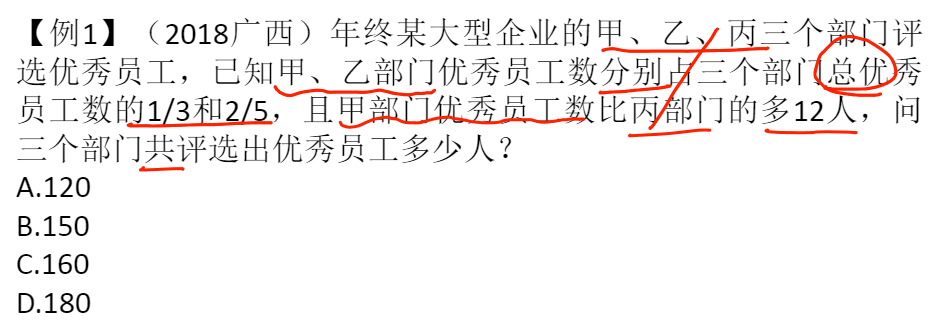 【例1】（2018广西）年终某大型企业的甲、乙、丙三个部门评
选优秀员工，已知甲、乙部门优秀员工数分别占三个部门总优秀
员工数的1/3和2/5，且甲部门优秀员工数比丙部门的多12人，问
三个部门共评选出优秀员工多少人？
A.120
B.150
C.160
D.180